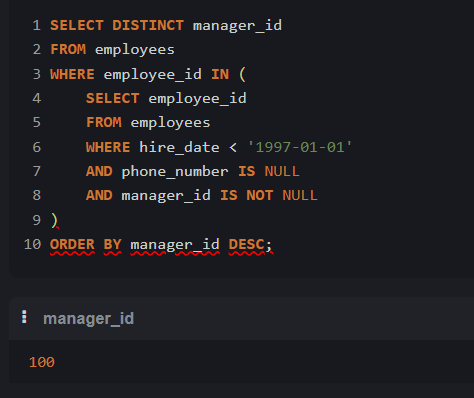 1 SELECT DISTINCT manager_id
2 FROM employees
3 WHERE employee_id IN (
4     SELECT employee_id
5     FROM employees
6     WHERE hire_date < '1997-01-01'
7     AND phone_number IS NULL
8     AND manager_id IS NOT NULL
9 )
10 ORDER BY manager_id DESC;
manager_id
100